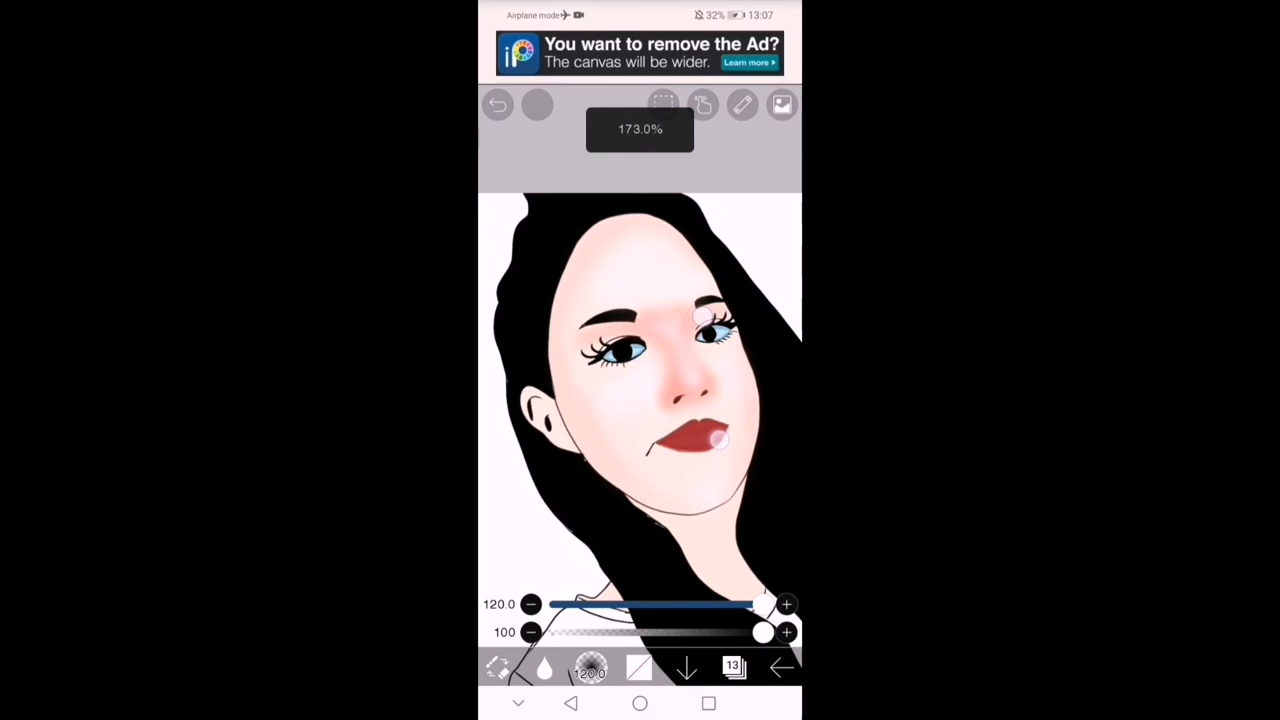 Airplane mode 32% 13:07
iP You want to remove the Ad?
The canvas will be wider. Learn more
173.0%
120.0
100
120.0 13